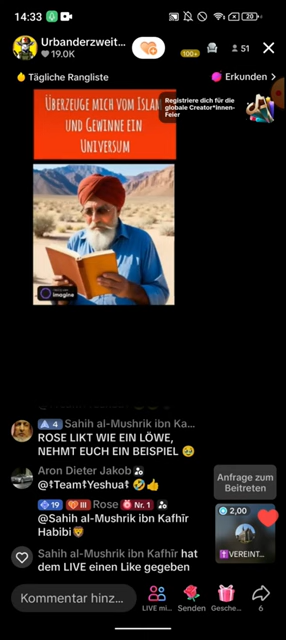 14:33
20
Urbanderzweit...
19.0K
100+
51
Tägliche Rangliste
Erkunden >
ÜBERZEUGE MICH VOM ISLAM
UND GEWINNE EIN
UNIVERSUM
Registriere dich für die
globale Creator*innen-
Feier
imagine
4 Sahih al-Mushrik ibn Ka...
ROSE LIKT WIE EIN LÖWE,
NEHMT EUCH EIN BEISPIEL 🥹
Aron Dieter Jakob
@†Team†Yeshua† 🤣👍
19 III Rose Nr. 1
@Sahih al-Mushrik ibn Kafhīr
Habibi🦁
Sahih al-Mushrik ibn Kafhīr hat
dem LIVE einen Like gegeben
Anfrage zum
Beitreten
2,00
VEREINT...
Kommentar hinz...
LIVE mi...
Senden
Gesche...
6